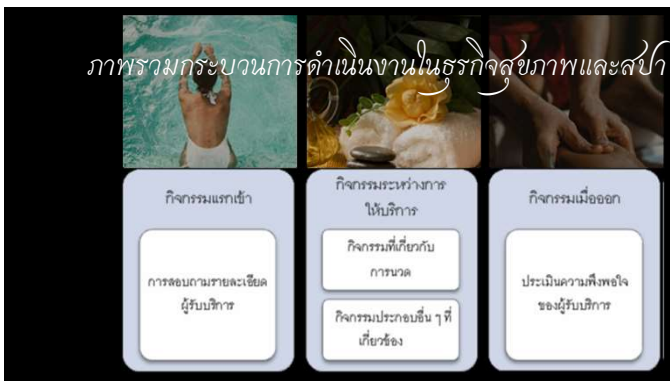 ภาพรวมกระบวนการดำเนินงานในธุรกิจสุขภาพและสปา
กิจกรรมแรกเข้า
การสอบถามรายละเอียด
ผู้รับบริการ
กิจกรรมระหว่างการ
ให้บริการ
กิจกรรมที่เกี่ยวกับ
การนวด
กิจกรรมประกอบอื่น ๆ ที่
เกี่ยวข้อง
กิจกรรมเมื่อออก
ประเมินความพึงพอใจ
ของผู้รับบริการ